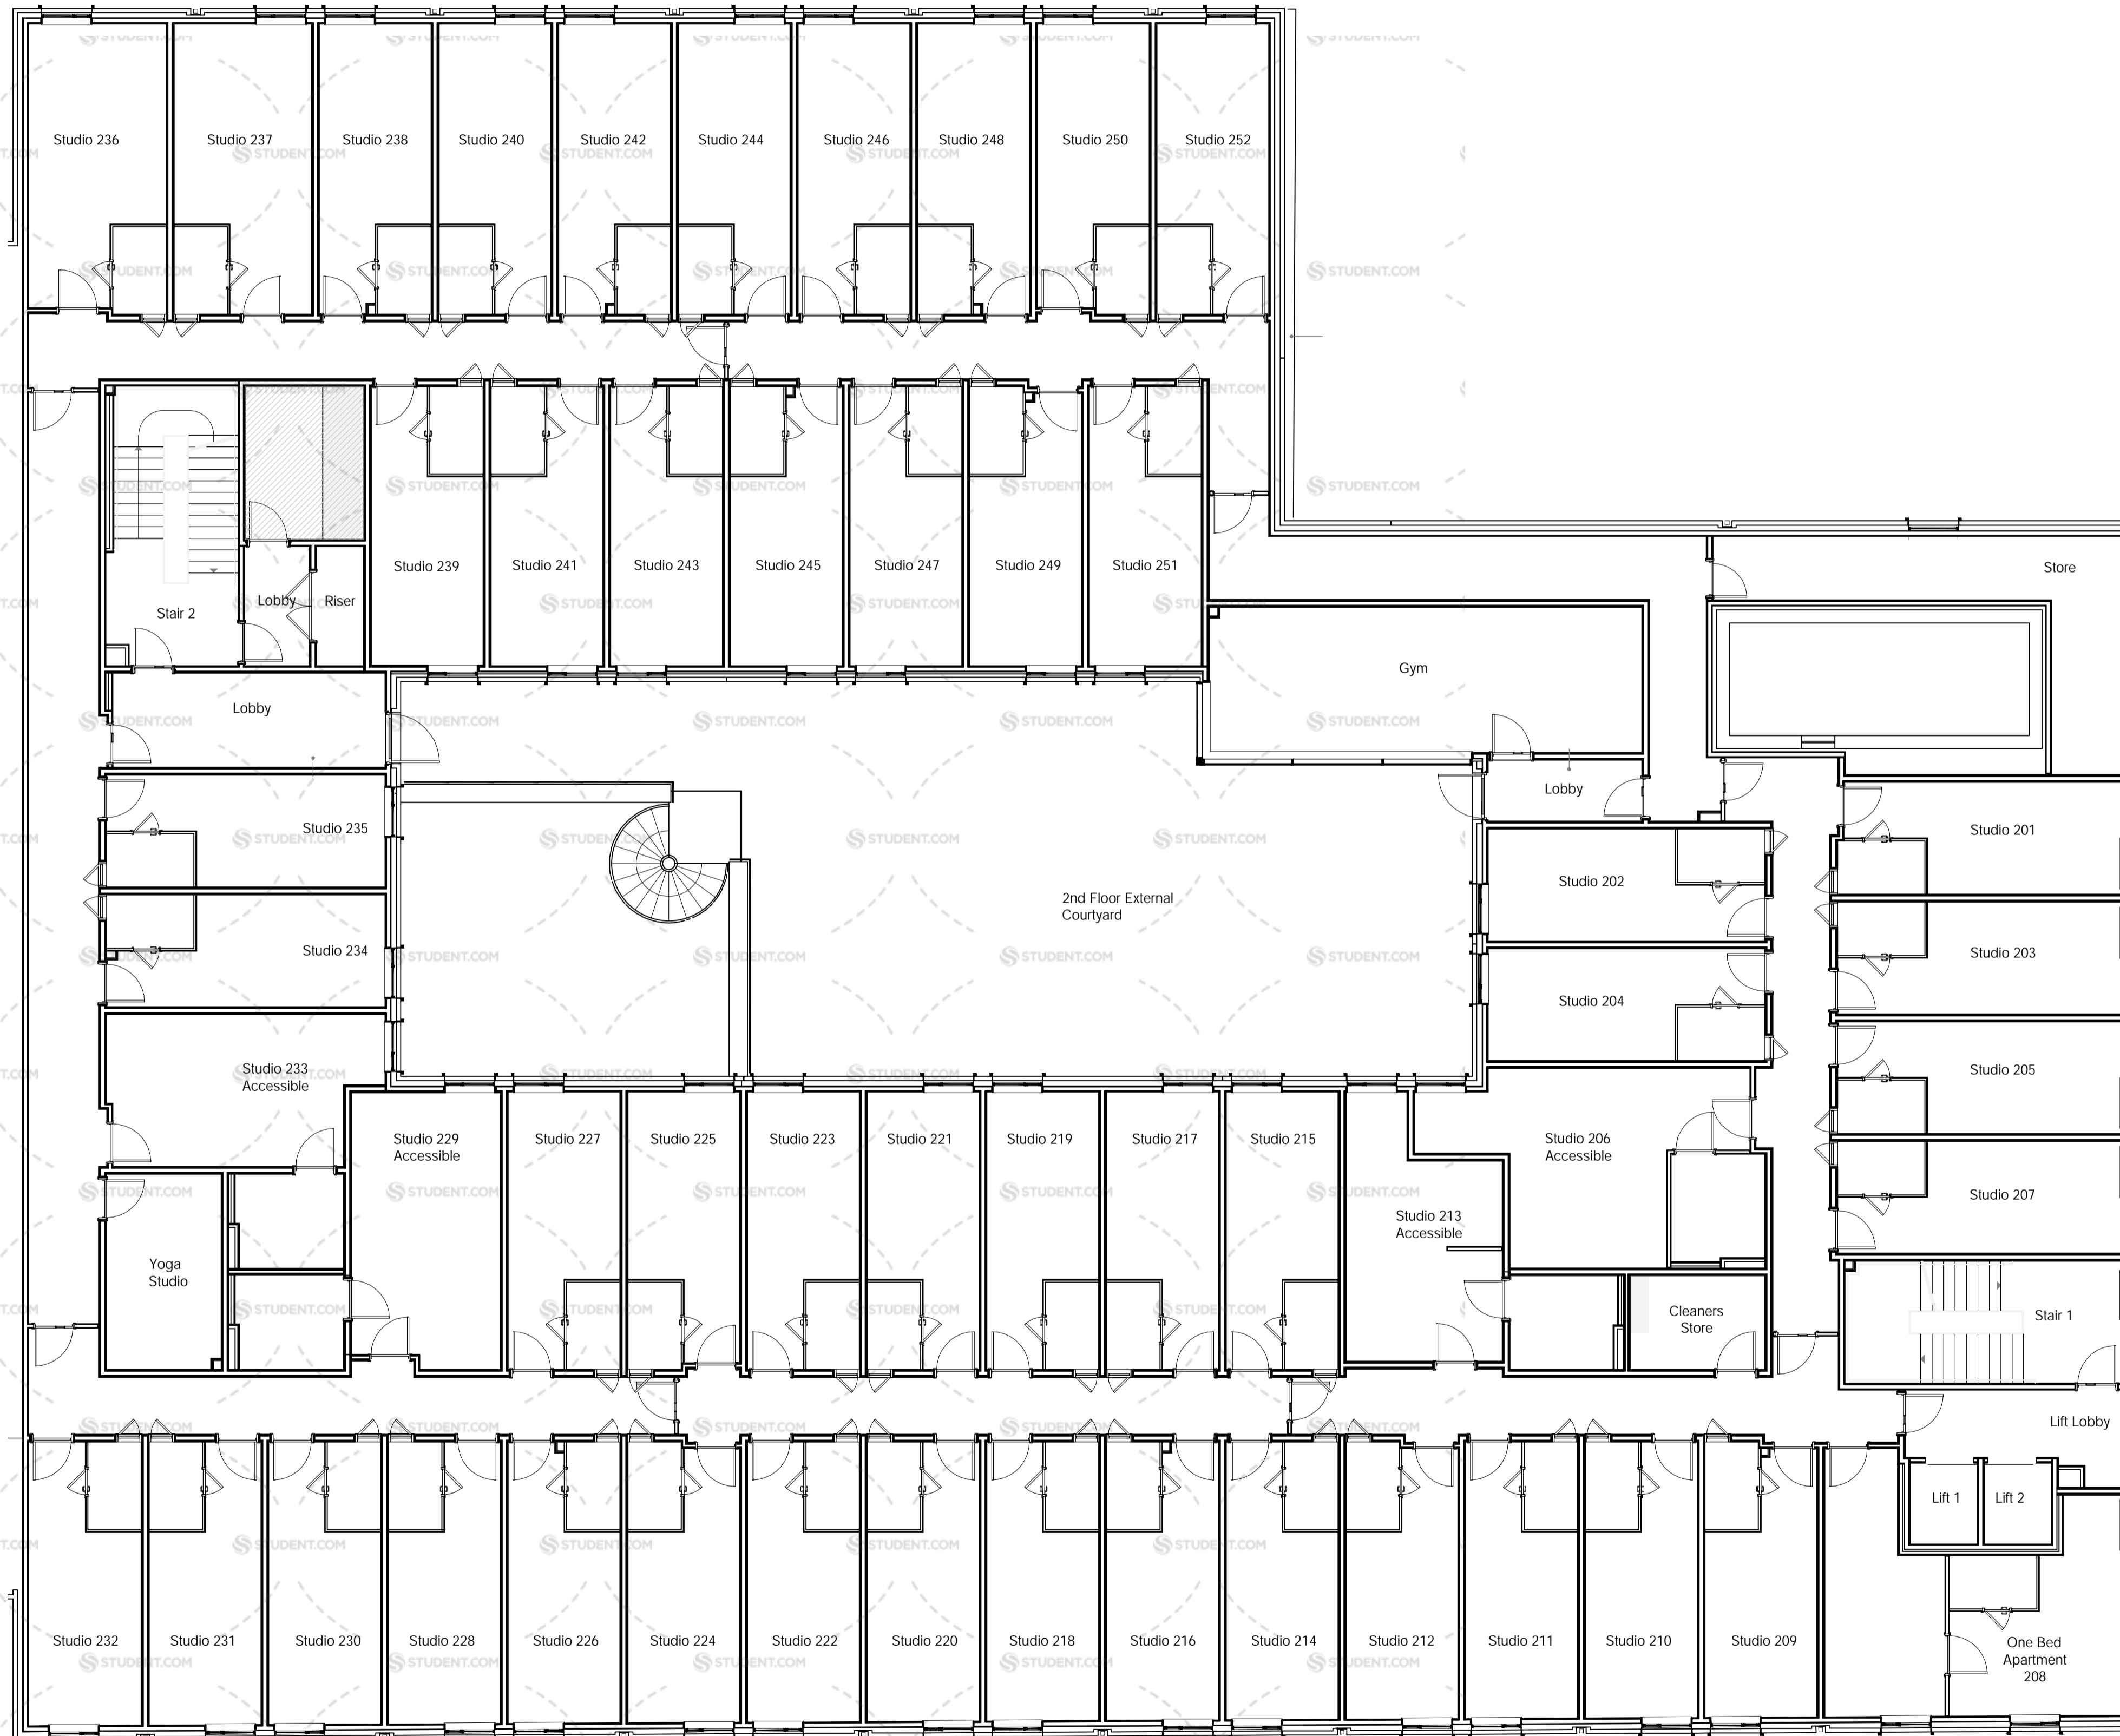 Studio 236
Studio 237
Studio 238
Studio 240
Studio 242
Studio 244
Studio 246
Studio 248
Studio 250
Studio 252
Studio 239
Studio 241
Studio 243
Studio 245
Studio 247
Studio 249
Studio 251
Store
Stair 2
Lobby
Riser
Gym
Lobby
Lobby
Studio 235
Studio 201
Studio 202
2nd Floor External
Courtyard
Studio 234
Studio 203
Studio 204
Studio 233
Accessible
Studio 205
Studio 229
Accessible
Studio 227
Studio 225
Studio 223
Studio 221
Studio 219
Studio 217
Studio 215
Studio 206
Accessible
Studio 207
Studio 213
Accessible
Yoga
Studio
Cleaners
Store
Stair 1
Lift Lobby
Lift 1
Lift 2
Studio 232
Studio 231
Studio 230
Studio 228
Studio 226
Studio 224
Studio 222
Studio 220
Studio 218
Studio 216
Studio 214
Studio 212
Studio 211
Studio 210
Studio 209
One Bed
Apartment
208
STUDENT.COM